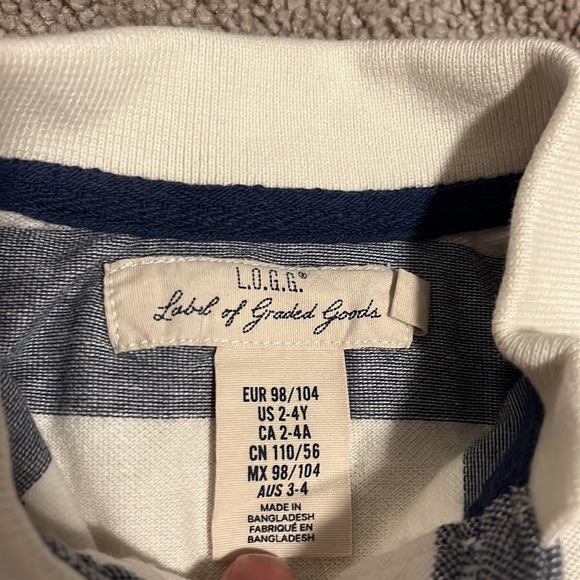 L.O.G.G.®
Label of Graded Goods
EUR 98/104
US 2-4Y
CA 2-4A
CN 110/56
MX 98/104
AUS 3-4
MADE IN
BANGLADESH
FABRIQUÉ EN
BANGLADESH